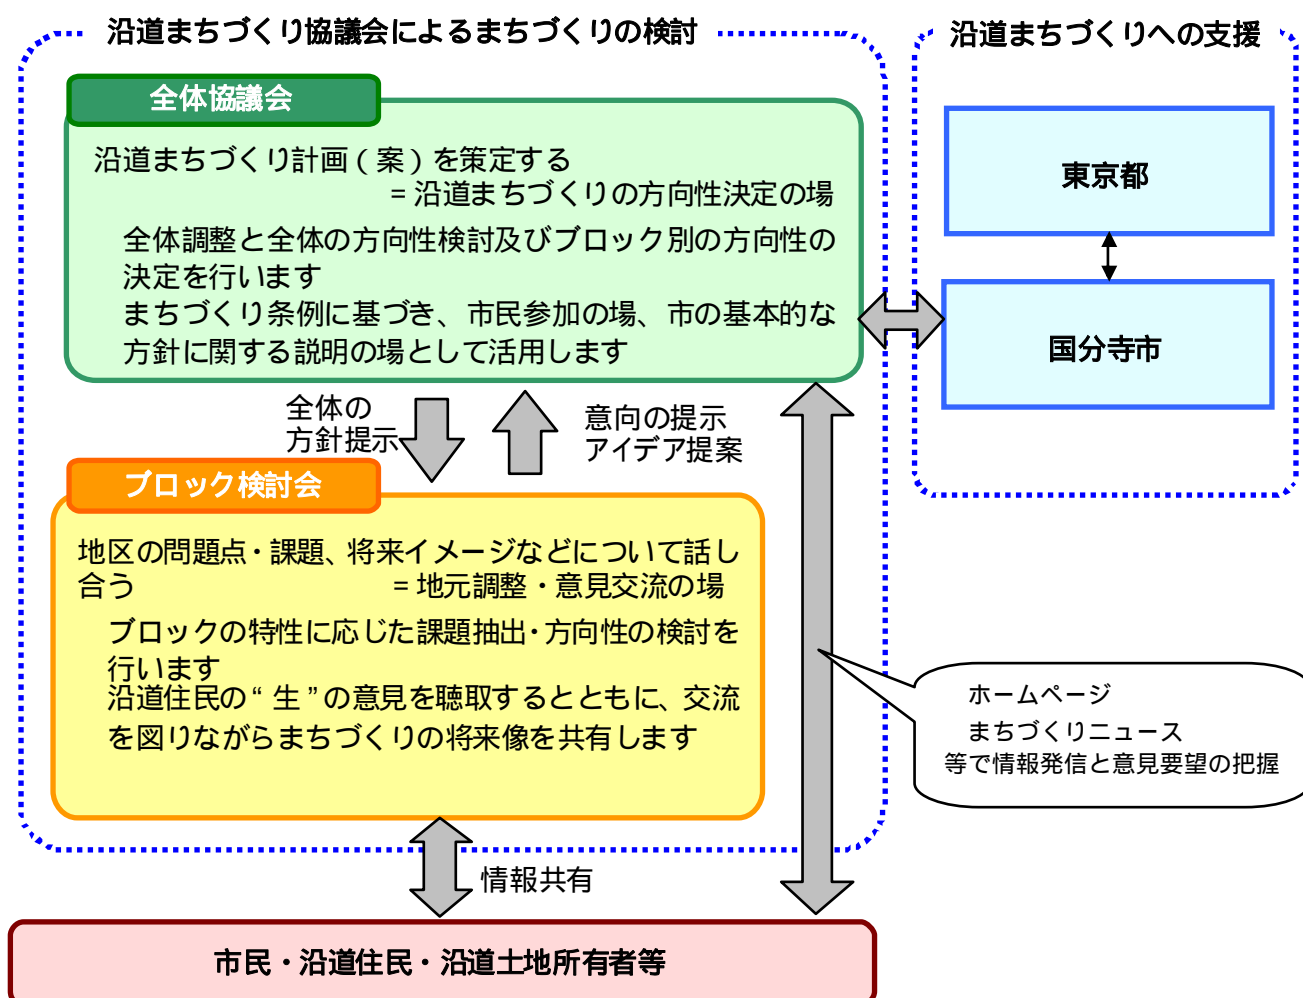 沿道まちづくり協議会によるまちづくりの検討
全体協議会
沿道まちづくり計画（案）を策定する
=沿道まちづくりの方向性決定の場
全体調整と全体の方向性検討及びブロック別の方向性の
決定を行います
まちづくり条例に基づき、市民参加の場、市の基本的な
方針に関する説明の場として活用します
全体の
方針提示
意向の提示
アイデア提案
ブロック検討会
地区の問題点・課題、将来イメージなどについて話し
合う =地元調整・意見交流の場
ブロックの特性に応じた課題抽出・方向性の検討を
行います
沿道住民の“生”の意見を聴取するとともに、交流
を図りながらまちづくりの将来像を共有します
情報共有
市民・沿道住民・沿道土地所有者等
沿道まちづくりへの支援
東京都
国分寺市
ホームページ
まちづくりニュース
等で情報発信と意見要望の把握